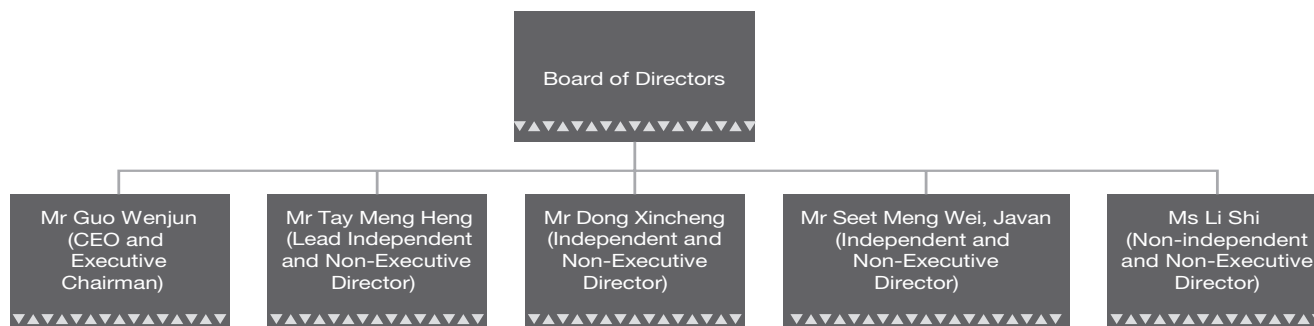 Board of Directors
Mr Guo Wenjun
(CEO and
Executive
Chairman)
Mr Tay Meng Heng
(Lead Independent
and Non-Executive
Director)
Mr Dong Xincheng
(Independent and
Non-Executive
Director)
Mr Seet Meng Wei, Javan
(Independent and
Non-Executive
Director)
Ms Li Shi
(Non-independent
and Non-Executive
Director)